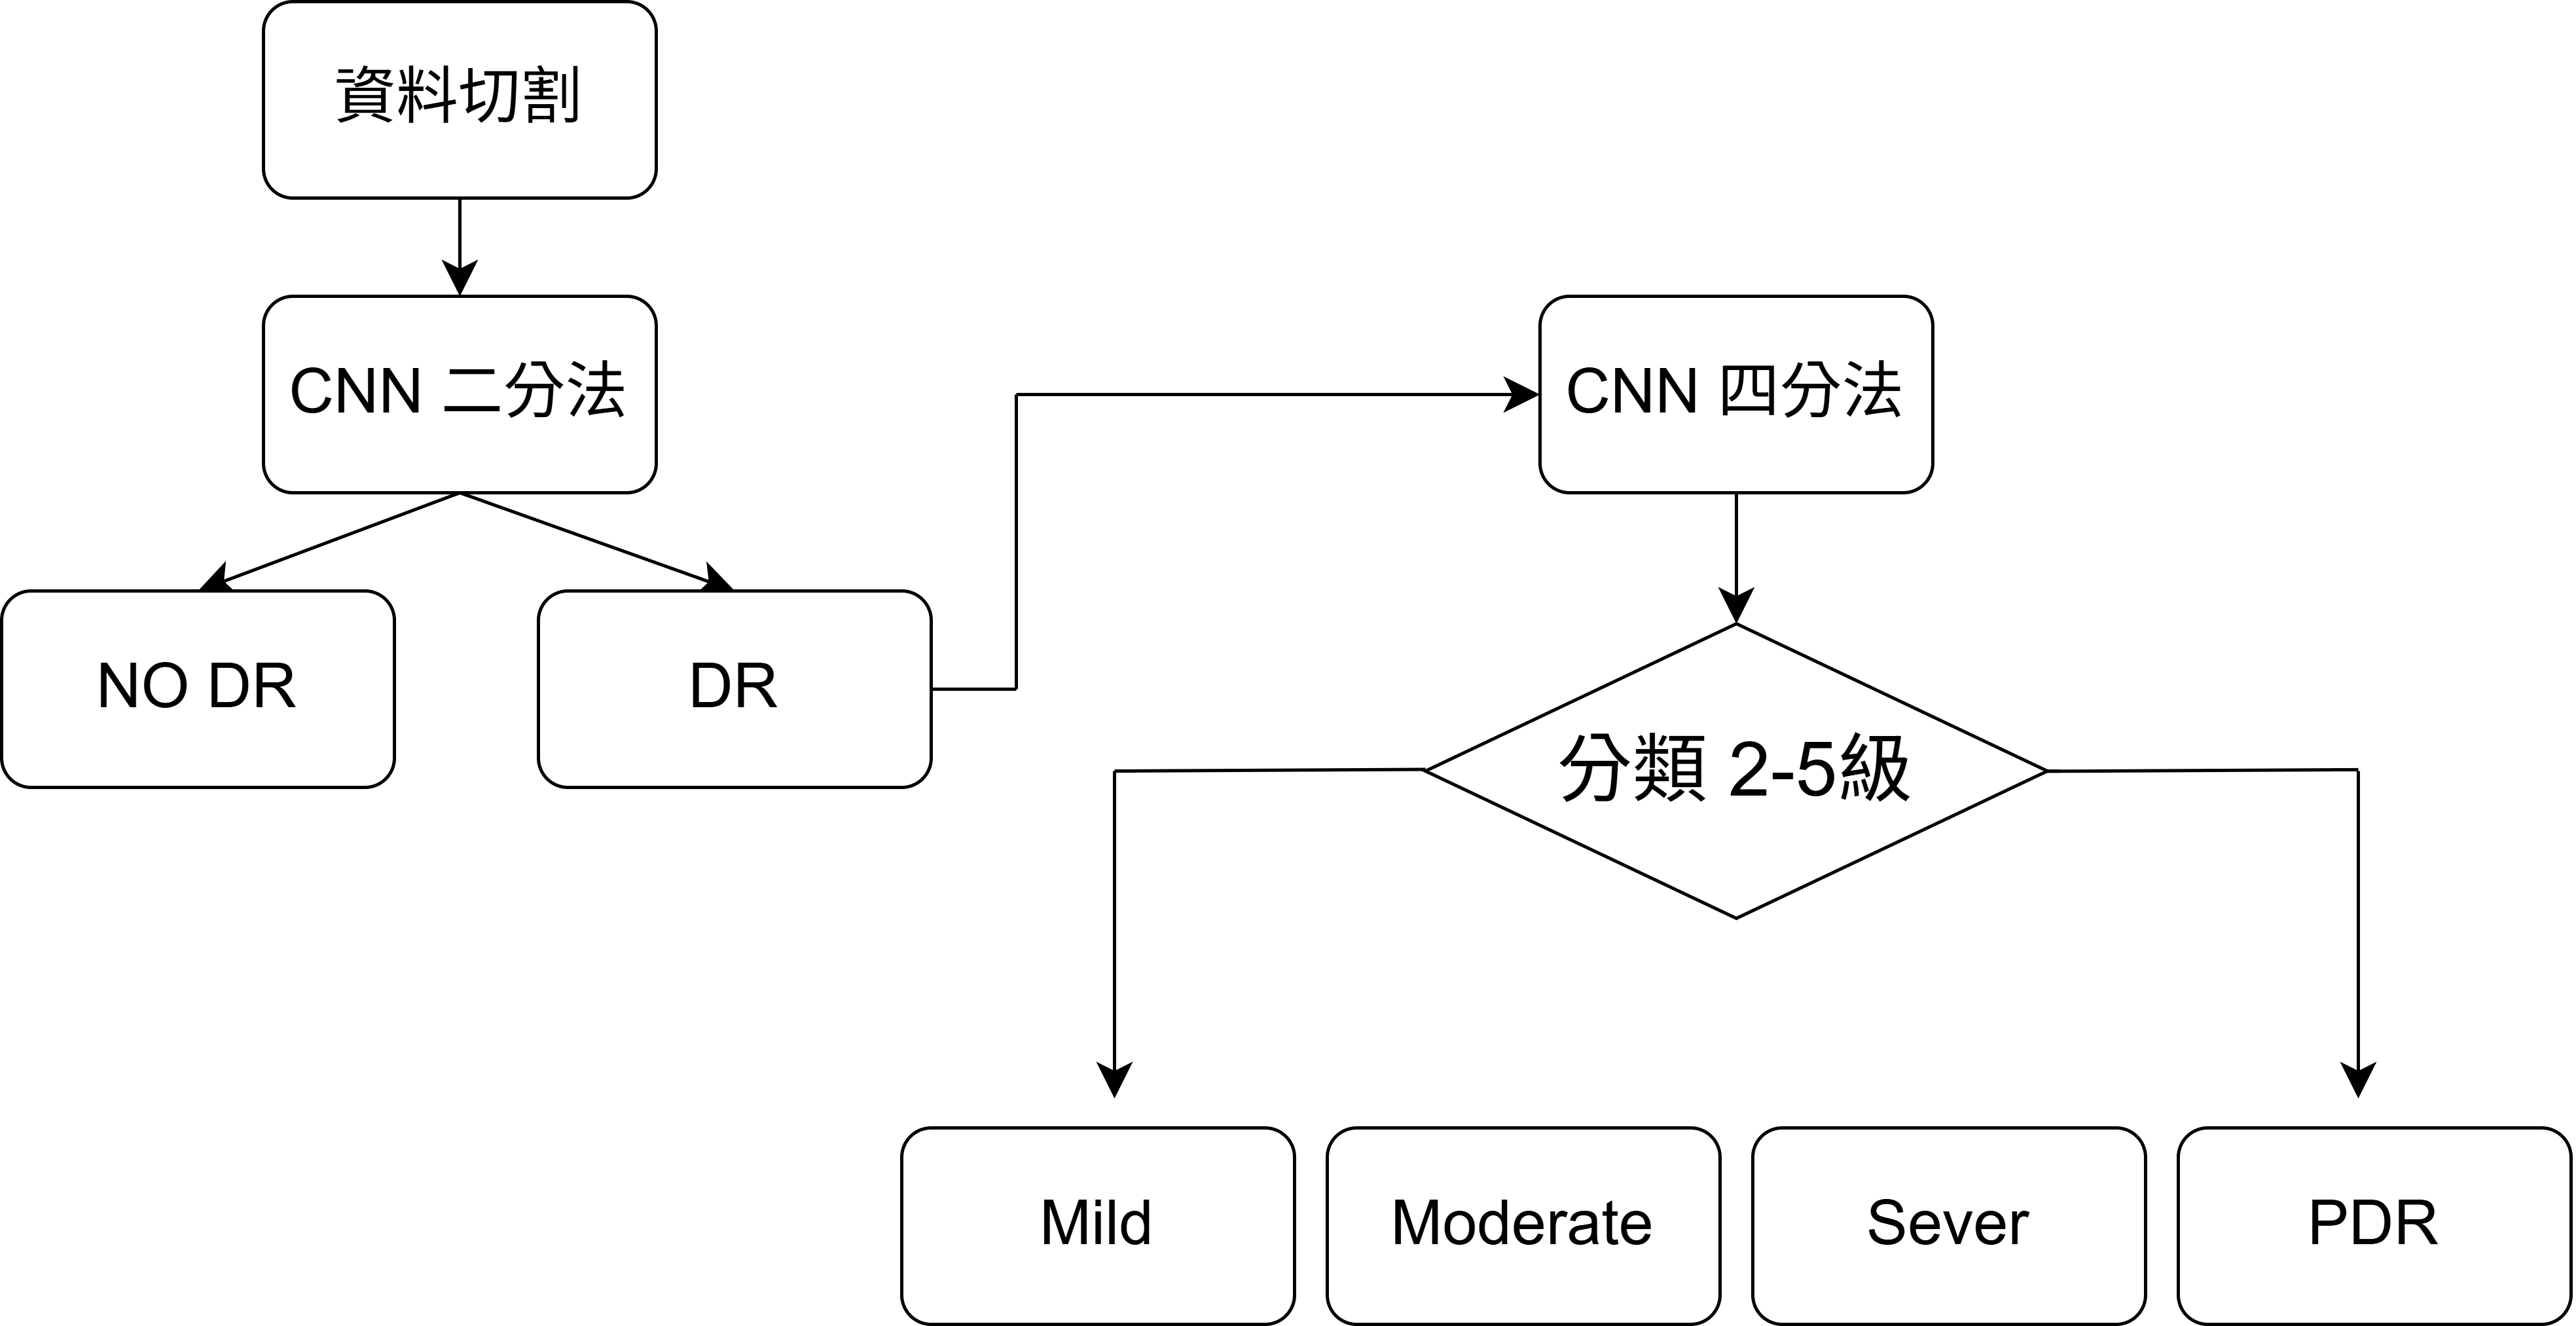 資料切割
CNN 二分法
CNN 四分法
NO DR
DR
分類 2-5級
Mild
Moderate
Sever
PDR